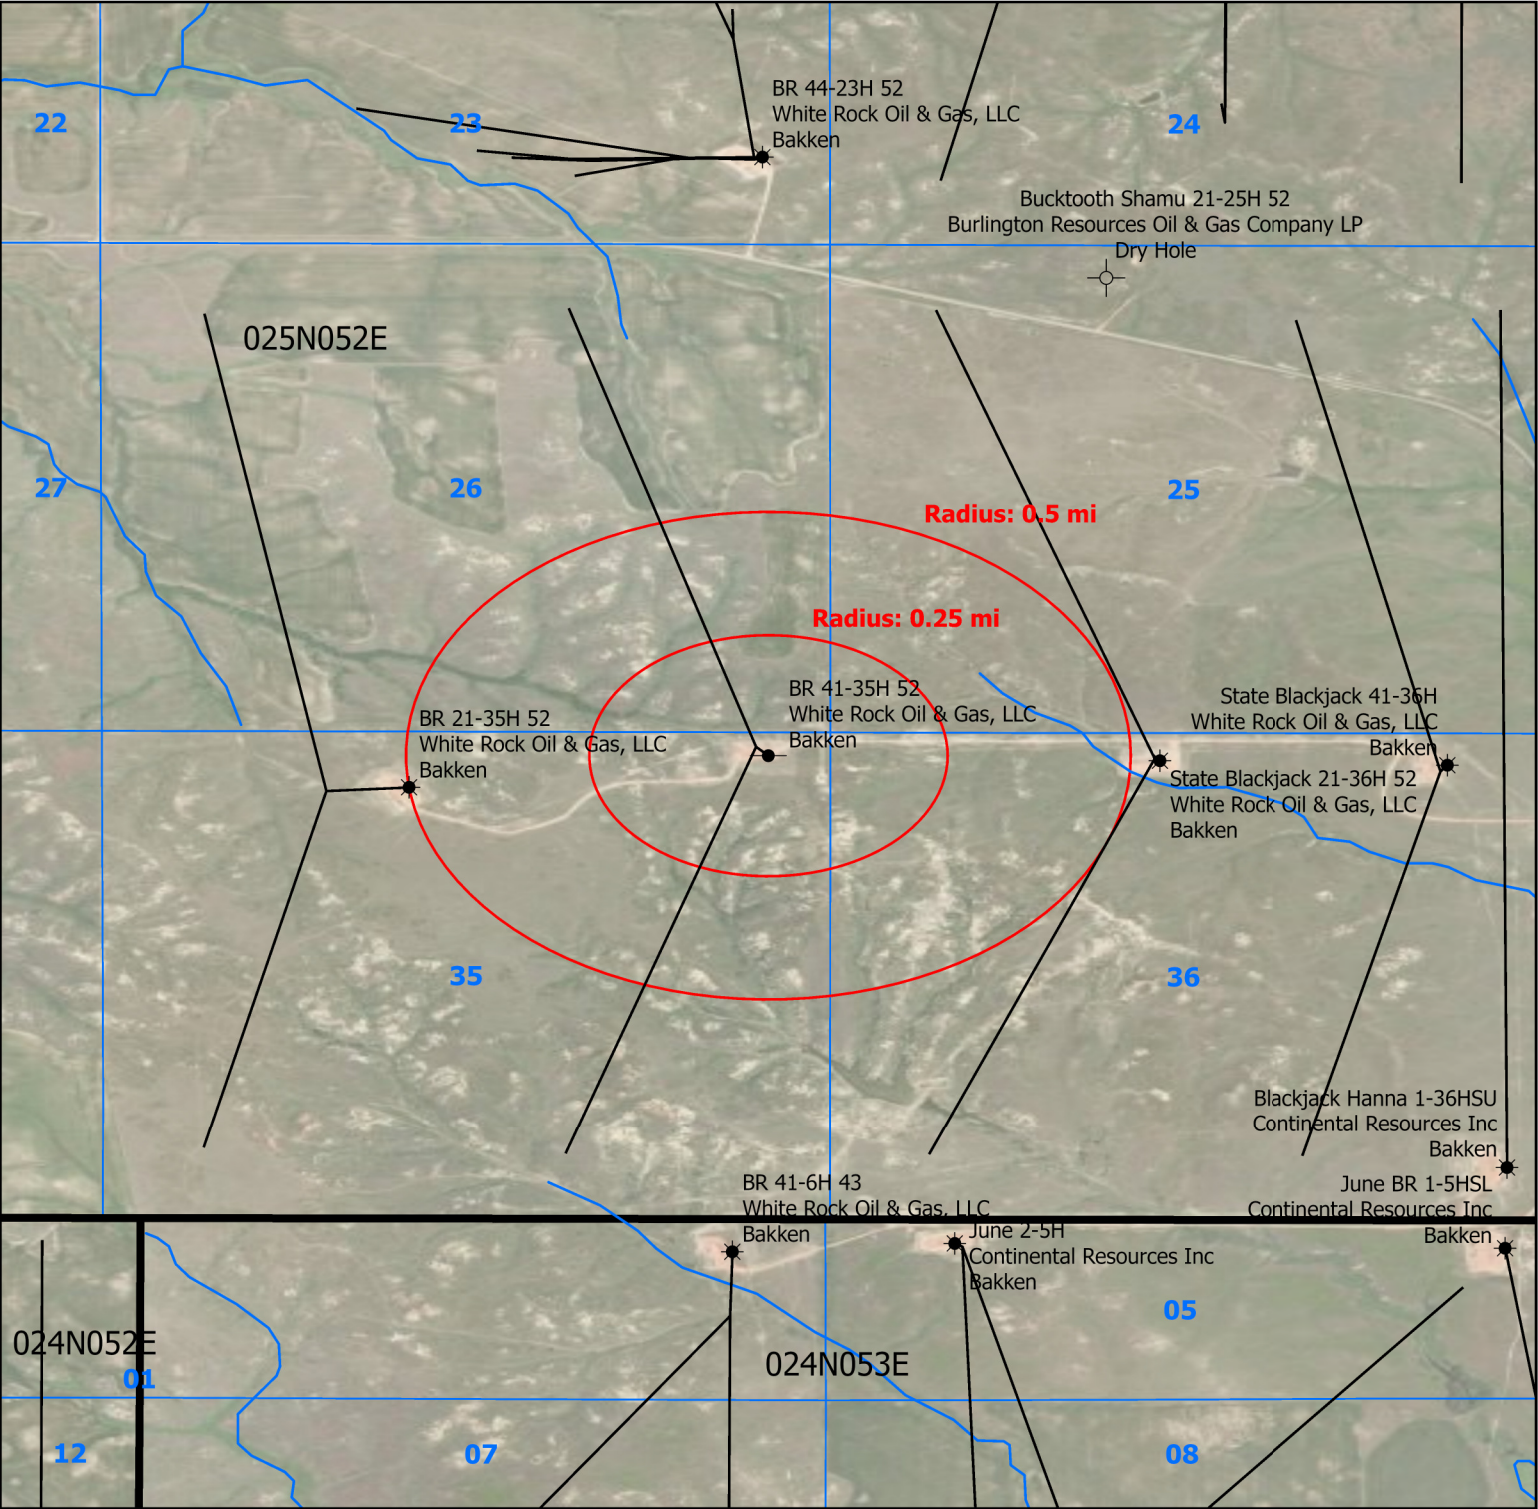 BR 44-23H 52
White Rock Oil & Gas, LLC
Bakken
22
23
24
Bucktooth Shamu 21-25H 52
Burlington Resources Oil & Gas Company LP
Dry Hole
025N052E
27
26
25
Radius: 0.5 mi
Radius: 0.25 mi
BR 41-35H 52
White Rock Oil & Gas, LLC
Bakken
BR 21-35H 52
White Rock Oil & Gas, LLC
Bakken
State Blackjack 41-36H
White Rock Oil & Gas, LLC
Bakken
State Blackjack 21-36H 52
White Rock Oil & Gas, LLC
Bakken
35
36
Blackjack Hanna 1-36HSU
Continental Resources Inc
Bakken
BR 41-6H 43
White Rock Oil & Gas, LLC
Bakken
June BR 1-5HSL
Continental Resources Inc
Bakken
June 2-5H
Continental Resources Inc
Bakken
05
024N052E
024N053E
01
12
07
08